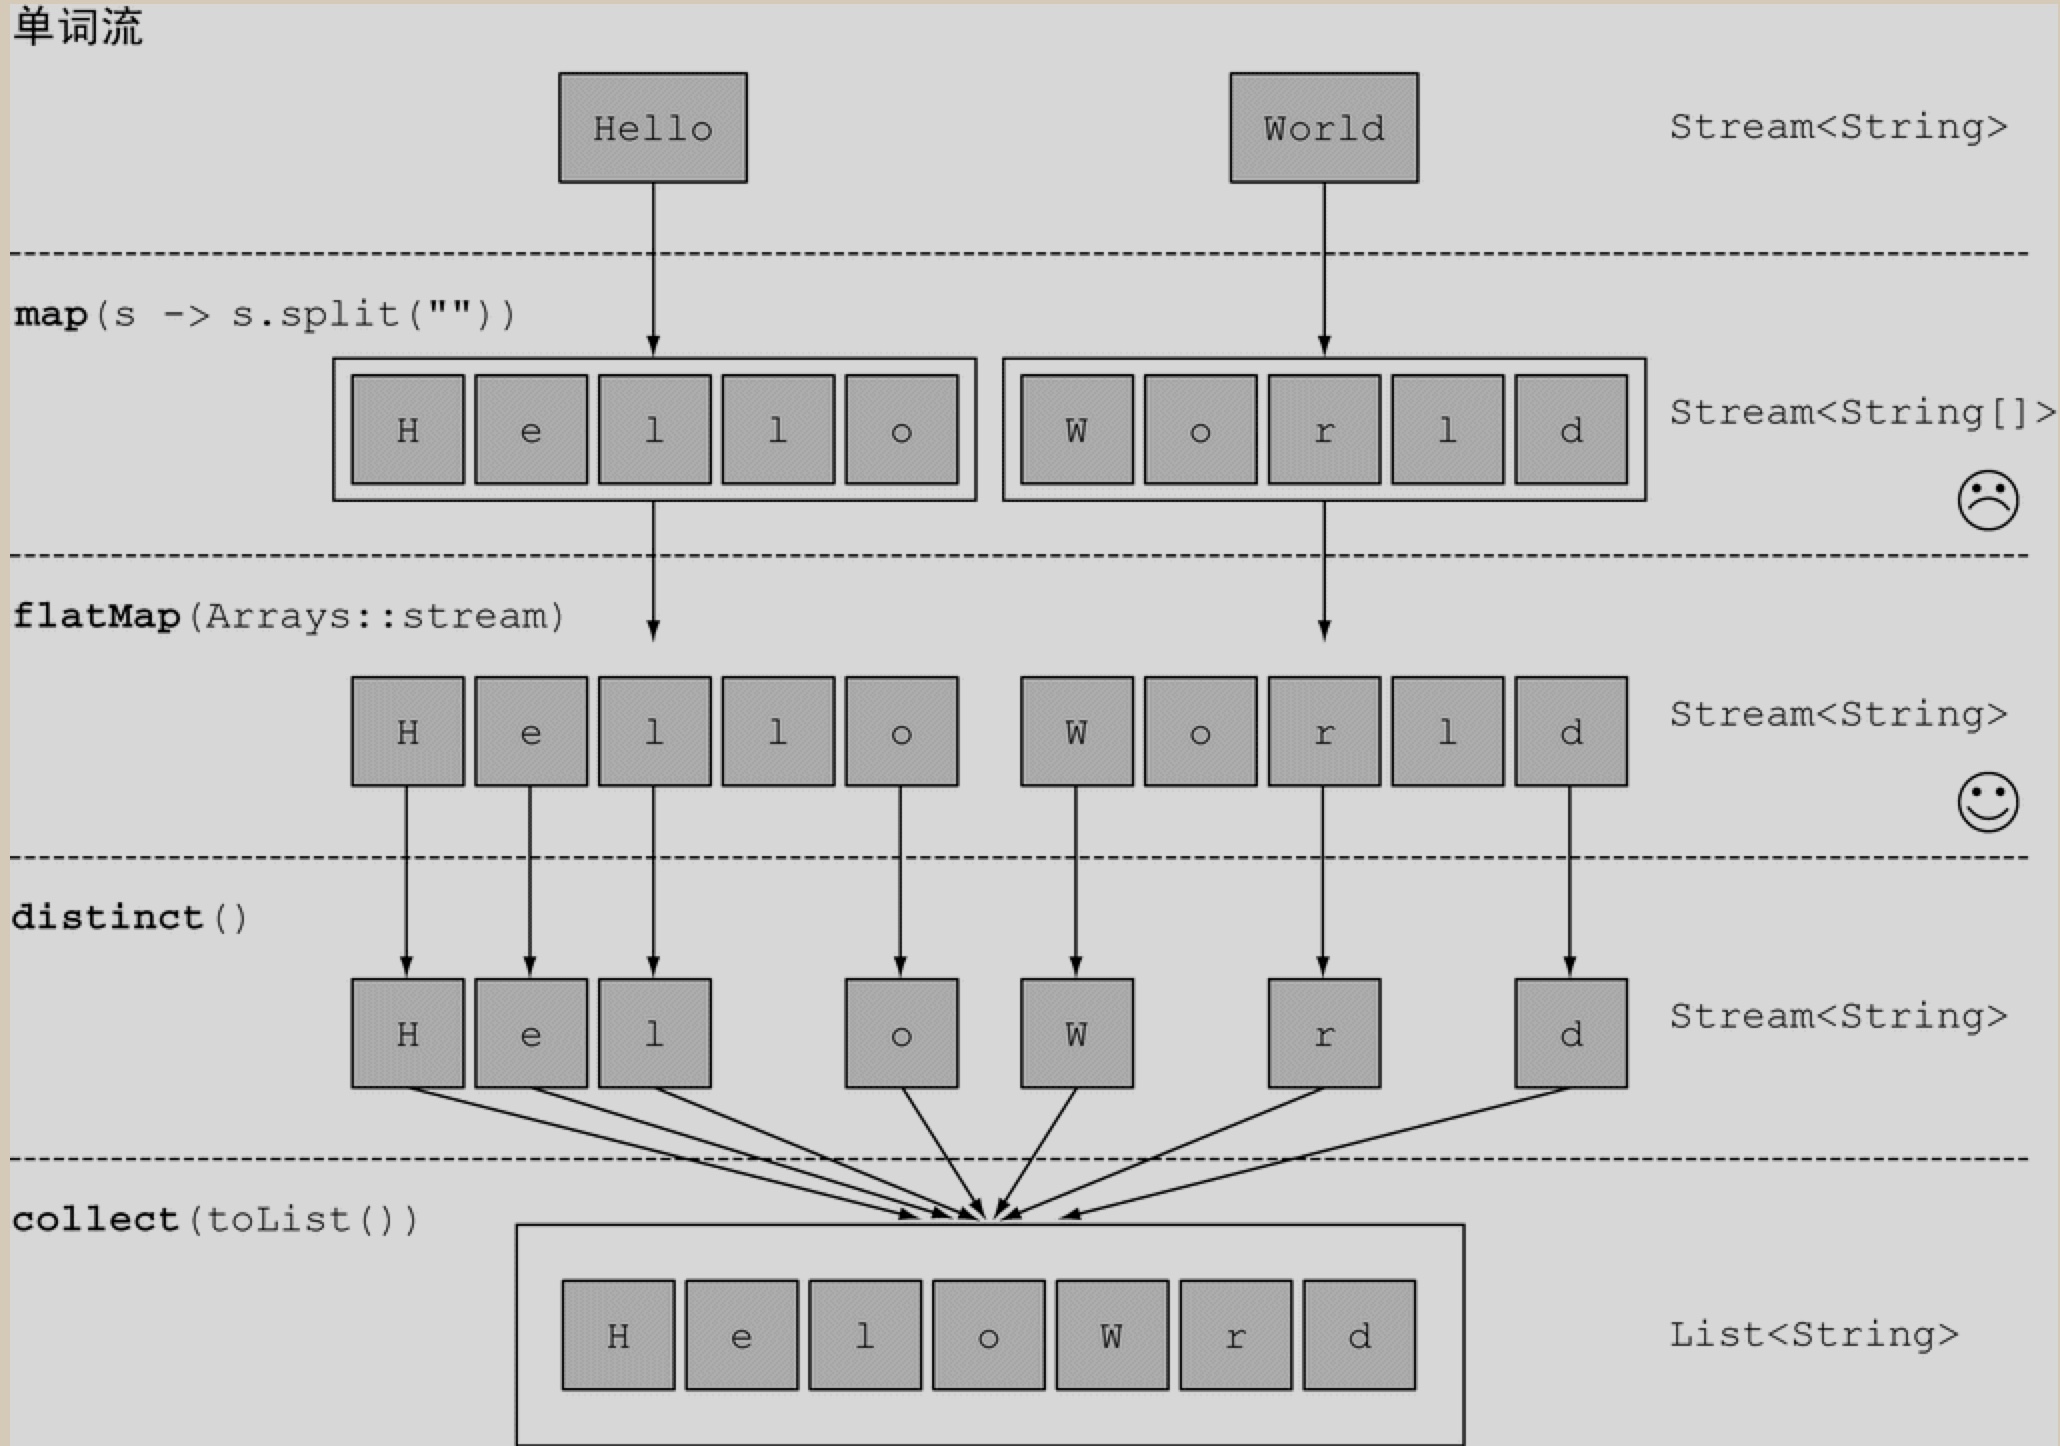 单词流
Hello World Stream<String>
map(s -> s.split(""))
H e l l o W o r l d Stream<String[]>
flatMap(Arrays::stream)
H e l l o W o r l d Stream<String>
distinct()
H e l o W r d Stream<String>
collect(toList())
H e l o W r d List<String>